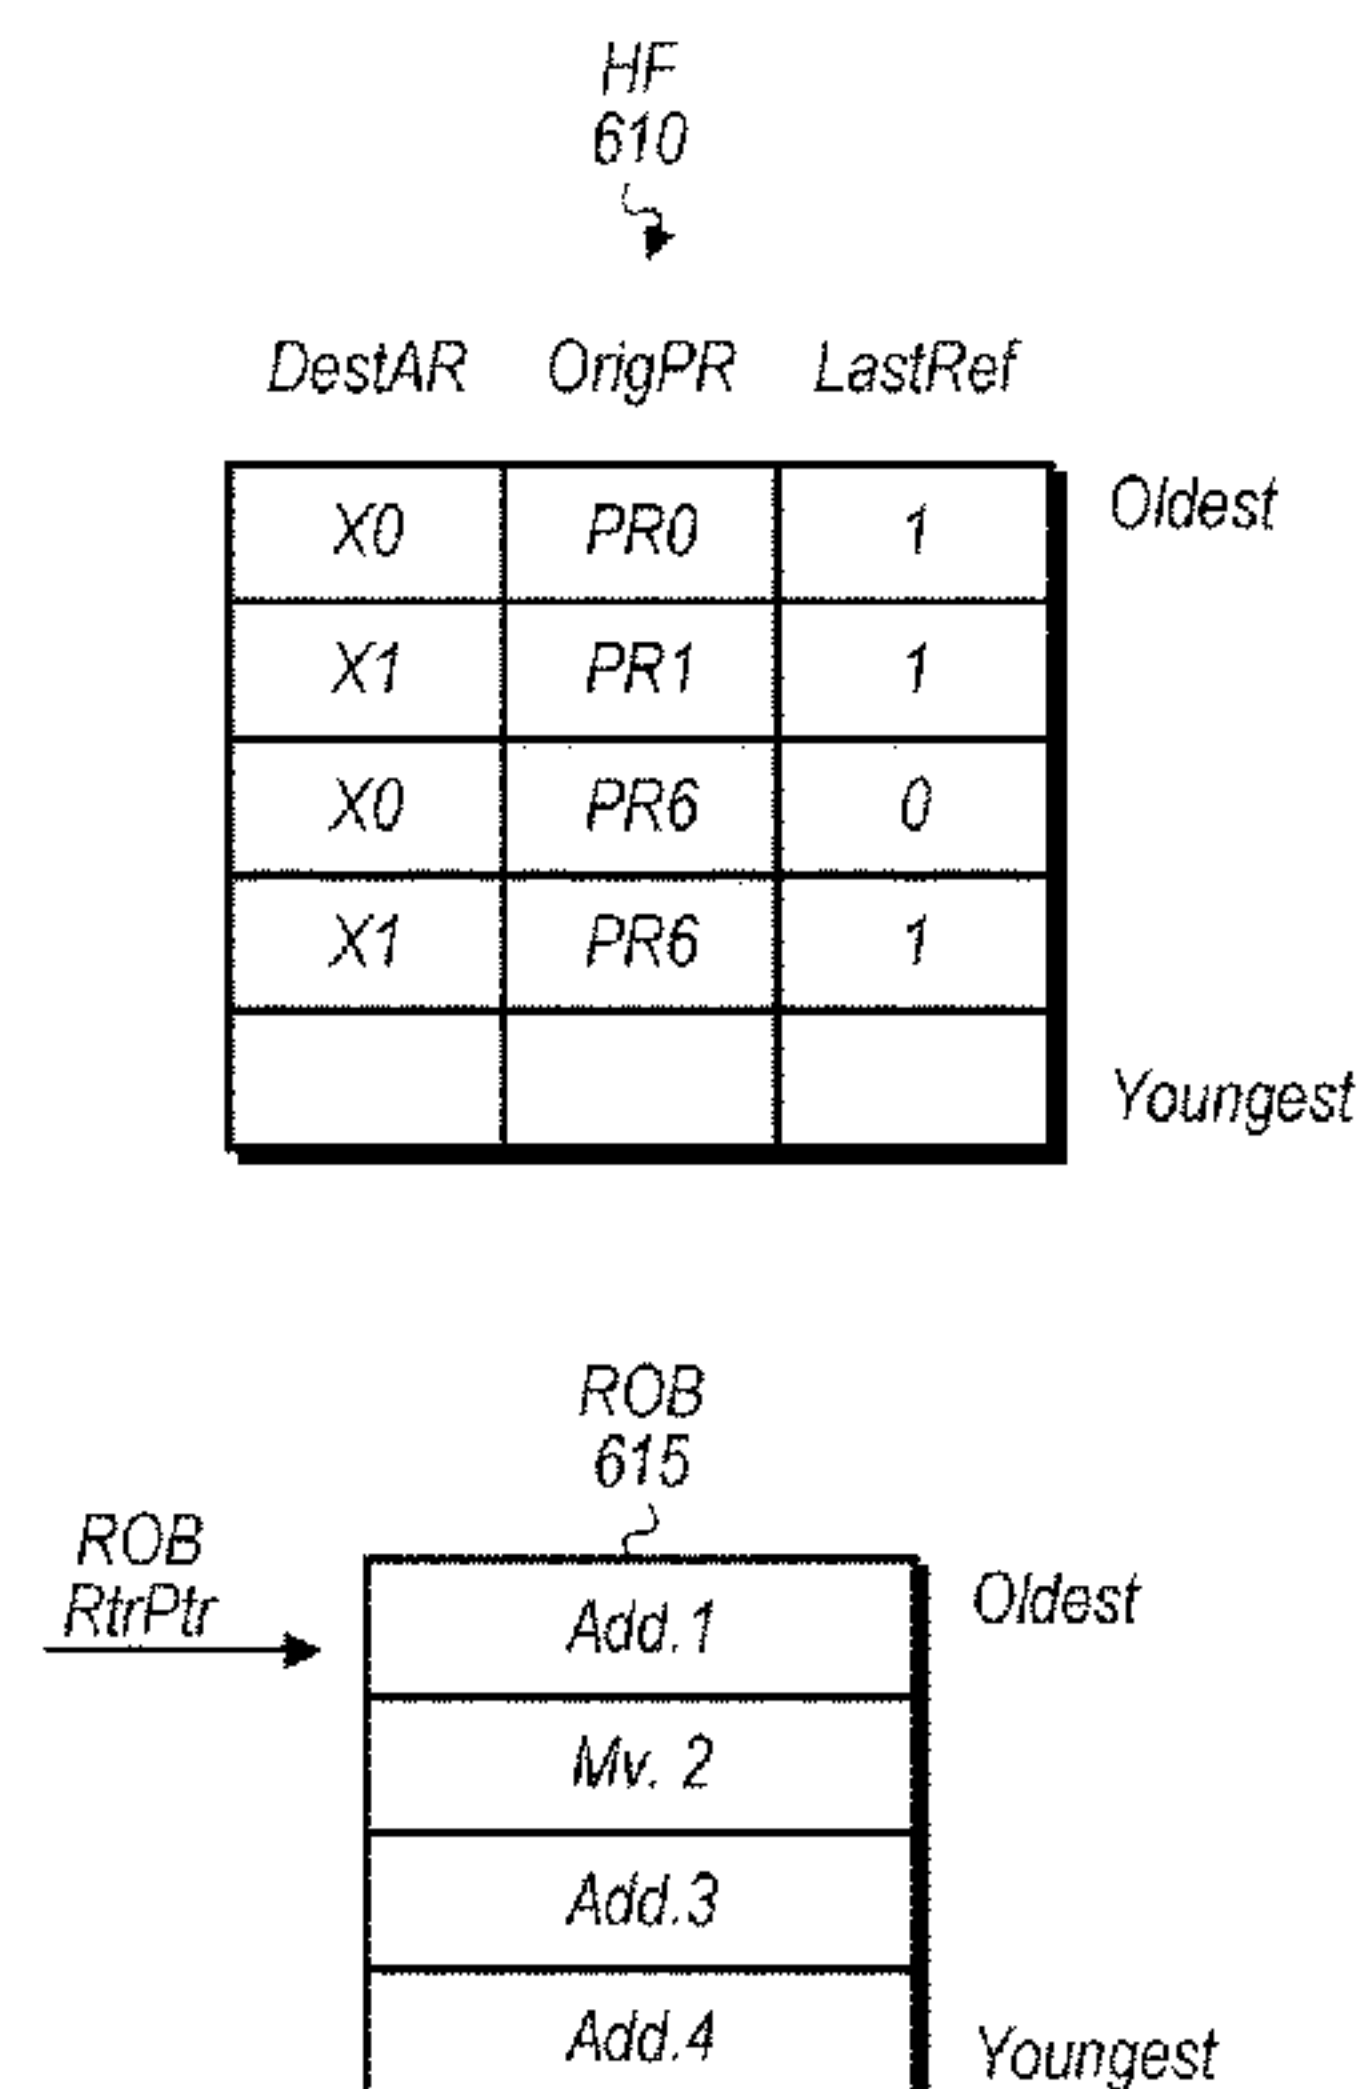 HF
610
DestAR OrigPR LastRef
X0 PR0 1 Oldest
X1 PR1 1
X0 PR6 0
X1 PR6 1
Youngest
ROB
615
ROB
RtrPtr
Add.1 Oldest
Mv. 2
Add.3
Add.4 Youngest